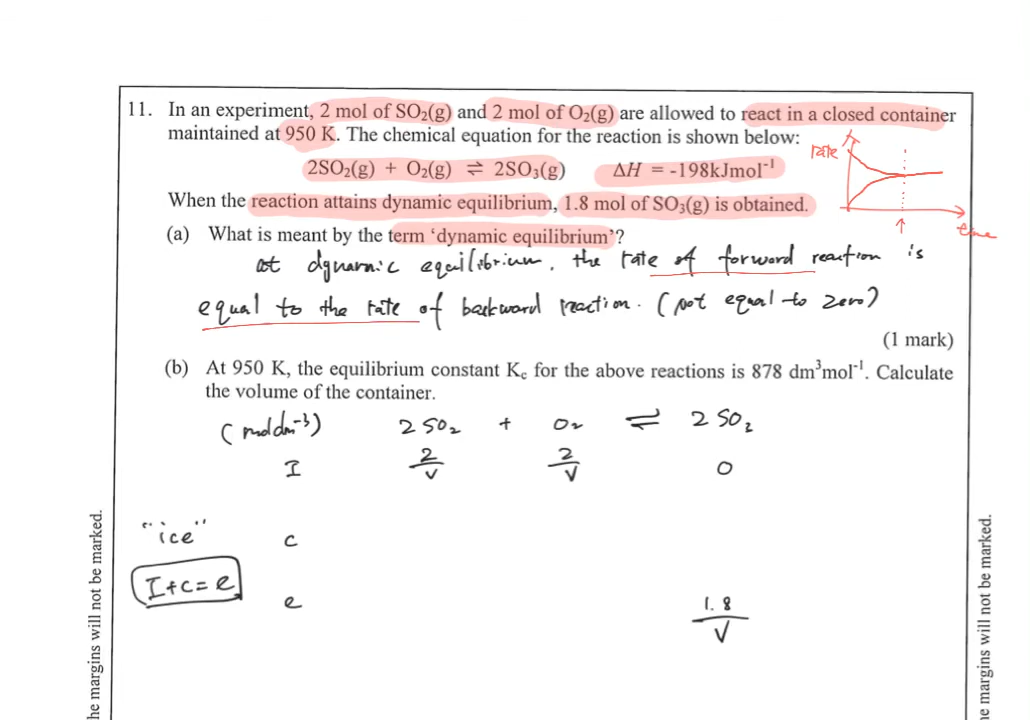 11. In an experiment, 2 mol of SO₂(g) and 2 mol of O₂(g) are allowed to react in a closed container
maintained at 950 K. The chemical equation for the reaction is shown below:
rate
2SO₂(g) + O₂(g) ⇌ 2SO₃(g) ΔH = -198kJmol⁻¹
When the reaction attains dynamic equilibrium, 1.8 mol of SO₃(g) is obtained.
time
(a) What is meant by the term 'dynamic equilibrium'?
at dynamic equilibrium, the rate of forward reaction is
equal to the rate of backward reaction. (not equal to zero)
(1 mark)
(b) At 950 K, the equilibrium constant Kc for the above reactions is 878 dm³mol⁻¹. Calculate
the volume of the container.
(mol dm⁻³) 2SO₂ + O₂ ⇌ 2SO₂
I 2/V 2/V 0
"ice" c
I+c=e
e 1.8/V
he margins will not be marked.
e margins will not be marked.